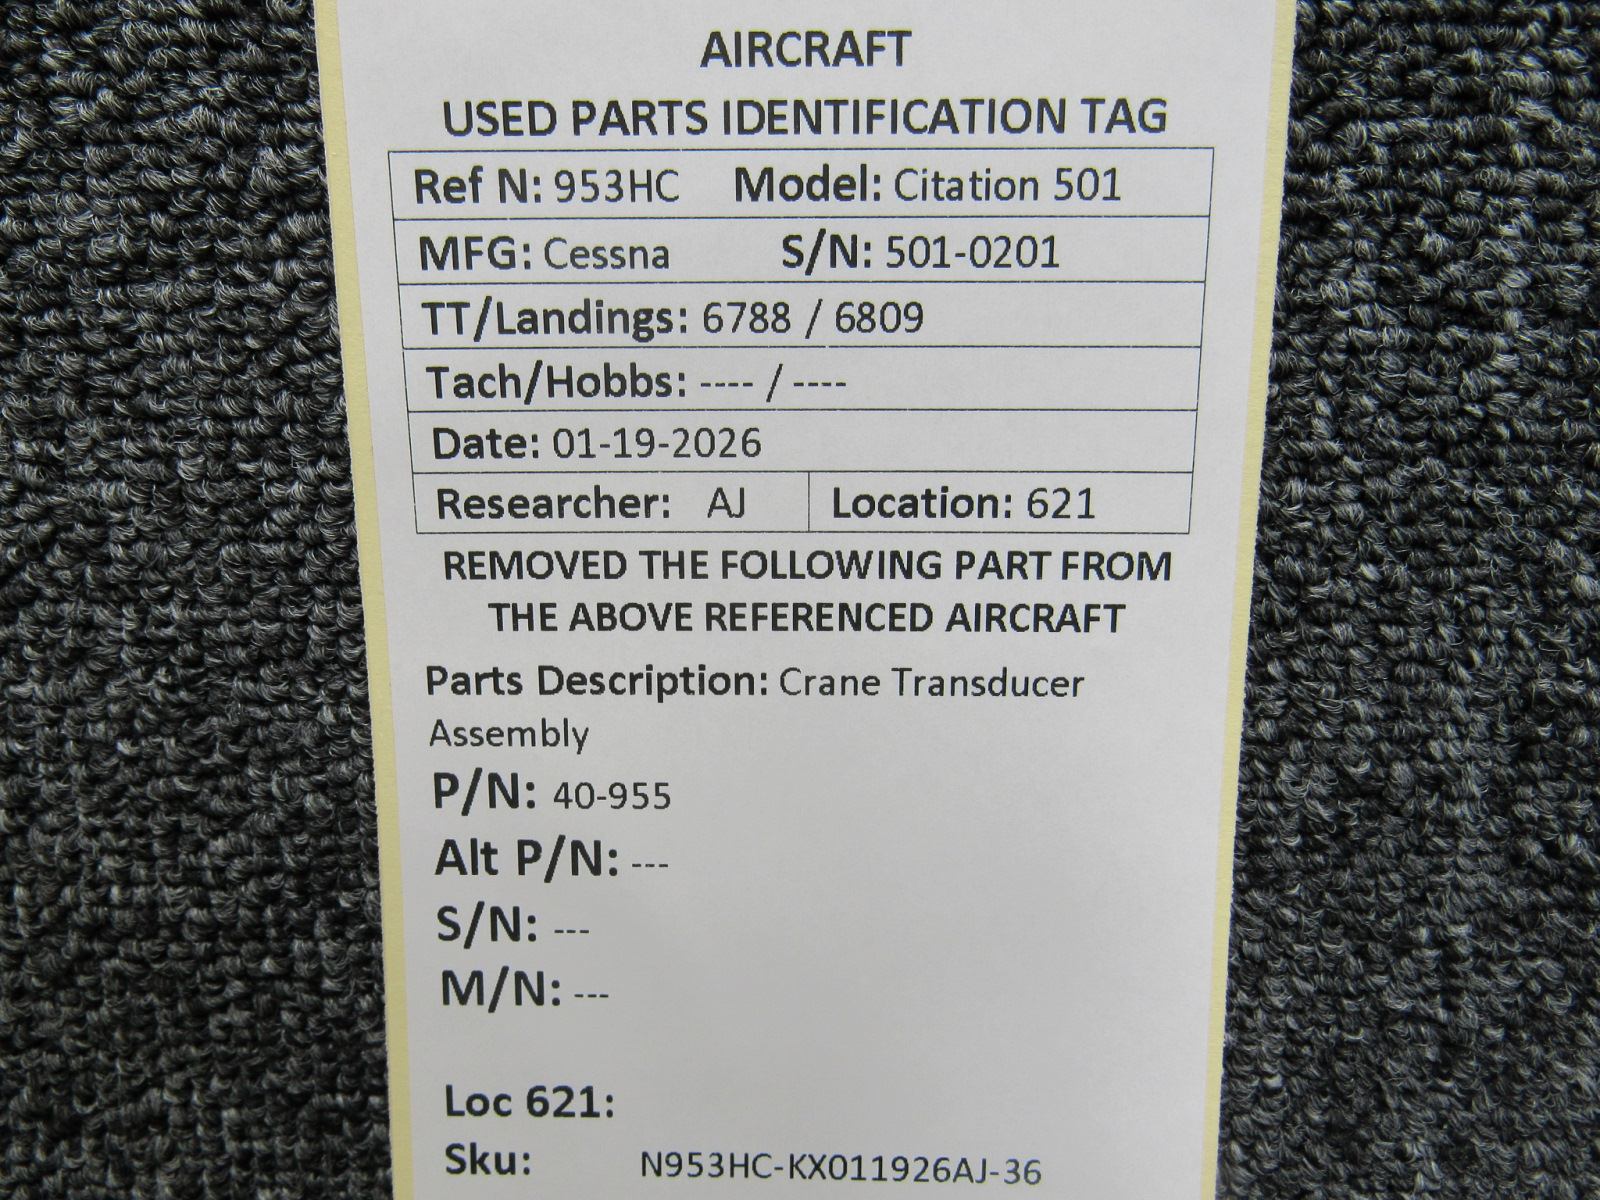 AIRCRAFT
USED PARTS IDENTIFICATION TAG
Ref N: 953HC Model: Citation 501
MFG: Cessna S/N: 501-0201
TT/Landings: 6788 / 6809
Tach/Hobbs: ---- / ----
Date: 01-19-2026
Researcher: AJ Location: 621
REMOVED THE FOLLOWING PART FROM
THE ABOVE REFERENCED AIRCRAFT
Parts Description: Crane Transducer
Assembly
P/N: 40-955
Alt P/N: ---
S/N: ---
M/N: ---
Loc 621:
Sku: N953HC-KX011926AJ-36